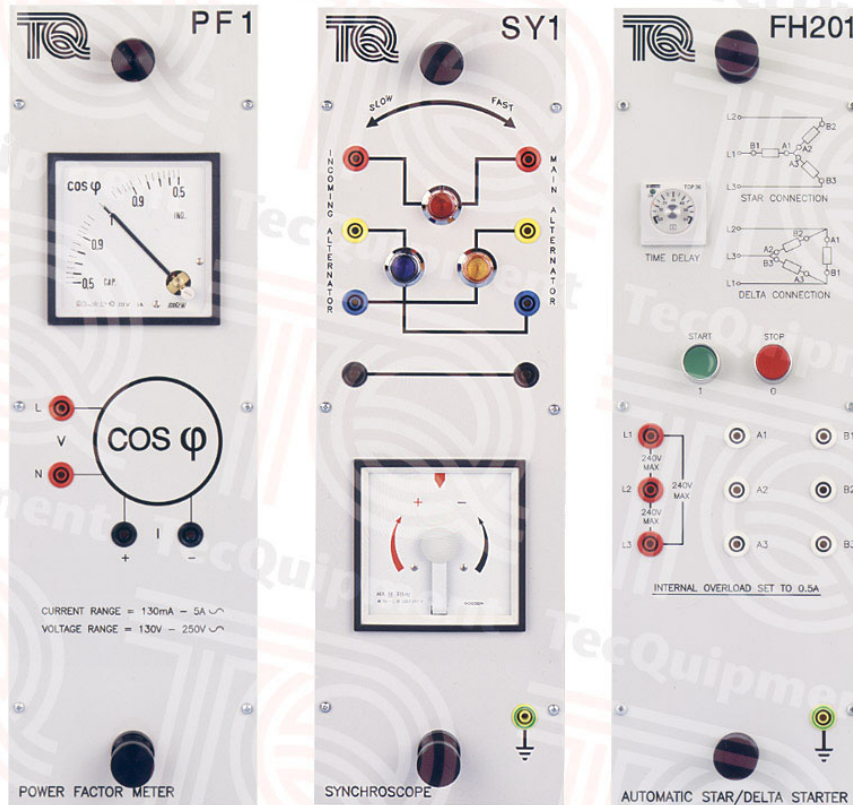 TQ PF1
cos φ
0.5
0.9
1
0.9
0.5
IND.
CAP.
L
V
N
COS φ
I
+ −
CURRENT RANGE = 130mA – 5A
VOLTAGE RANGE = 130V – 250V
POWER FACTOR METER
TQ SY1
SLOW FAST
INCOMING ALTERNATOR
MAIN ALTERNATOR
+ −
SYNCHROSCOPE
TQ FH201
L2 B2
L1 B1 A1 A2
A3
L3 B3
STAR CONNECTION
TIME DELAY
L2 B2 A1
A2
L3 B3 B1
L1
DELTA CONNECTION
START STOP
1 0
L1 A1 B1
240V
MAX
L2 240V A2 B2
MAX
240V
MAX
L3 A3 B3
INTERNAL OVERLOAD SET TO 0.5A
AUTOMATIC STAR/DELTA STARTER
TecQuipment